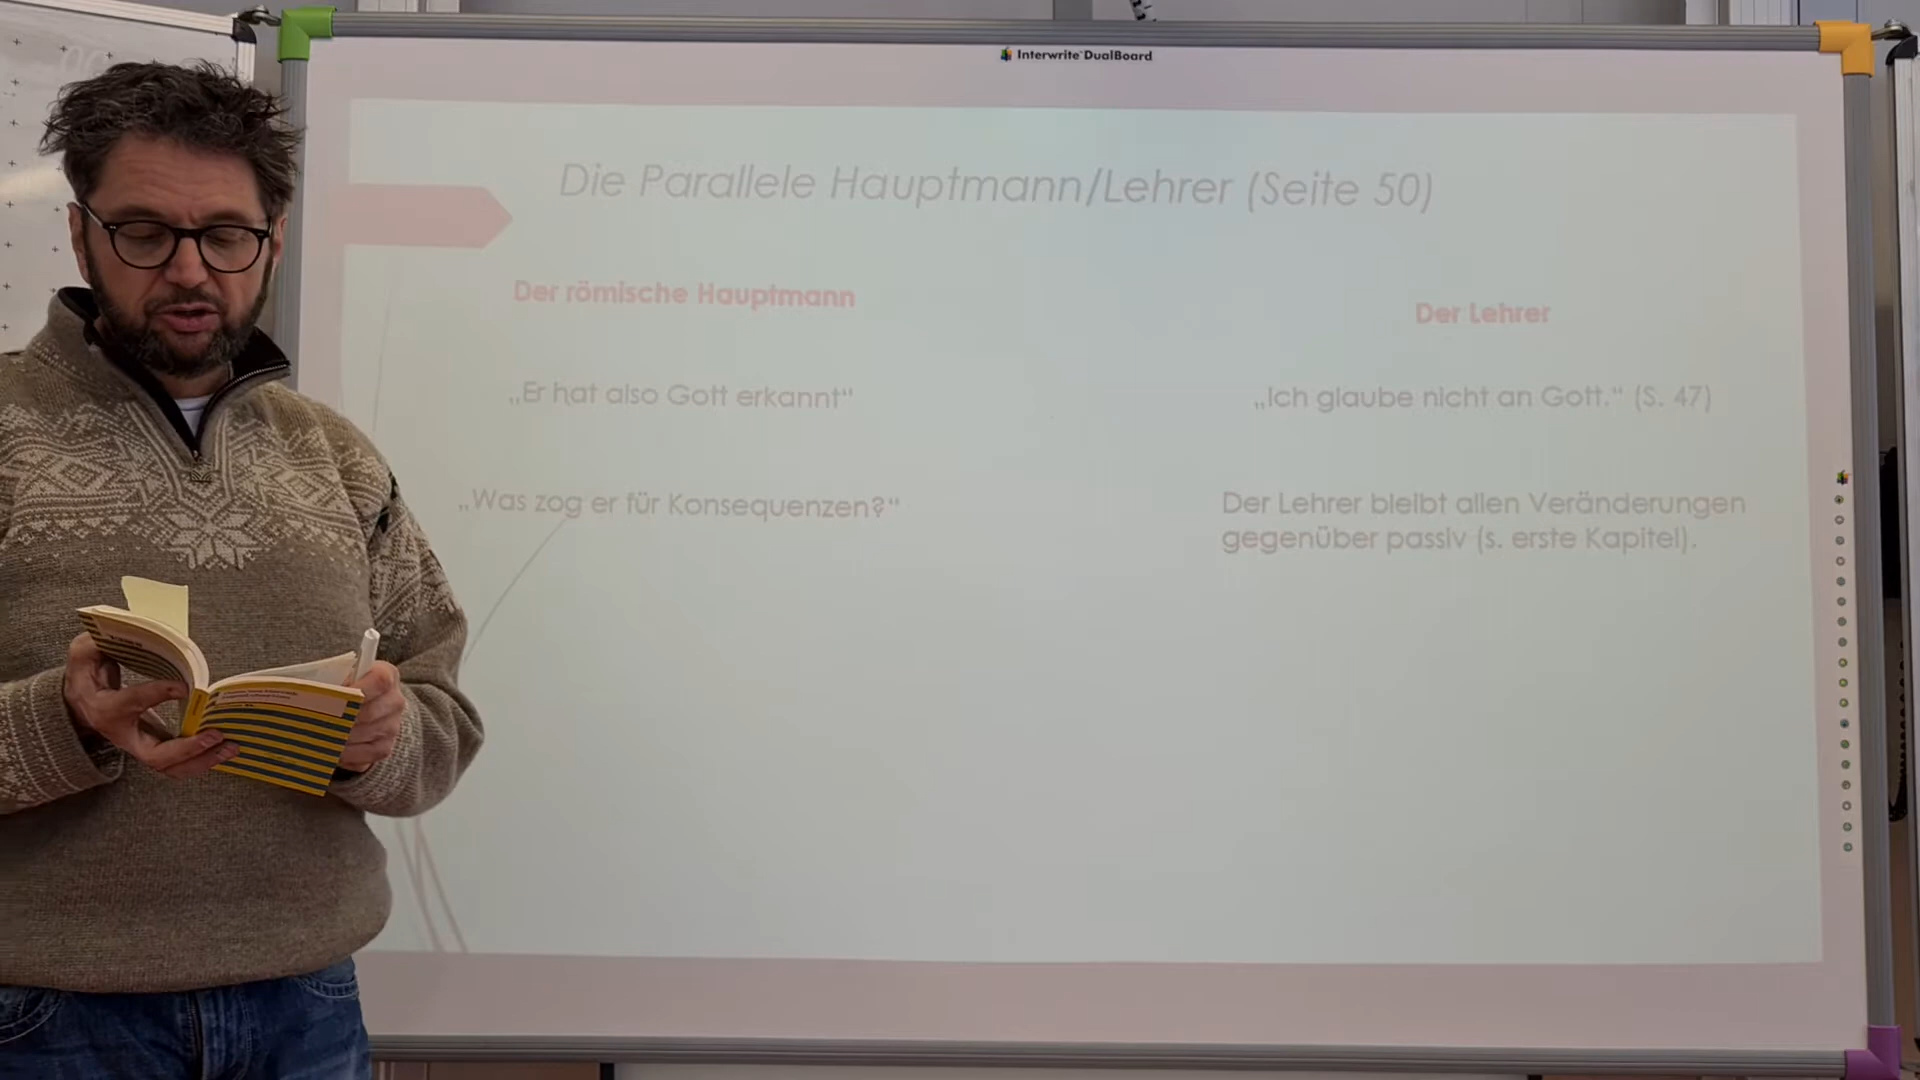 Interwrite DualBoard
Die Parallele Hauptmann/Lehrer (Seite 50)
Der römische Hauptmann
Der Lehrer
„Er hat also Gott erkannt“
„Ich glaube nicht an Gott.“ (S. 47)
„Was zog er für Konsequenzen?“
Der Lehrer bleibt allen Veränderungen
gegenüber passiv (s. erste Kapitel).